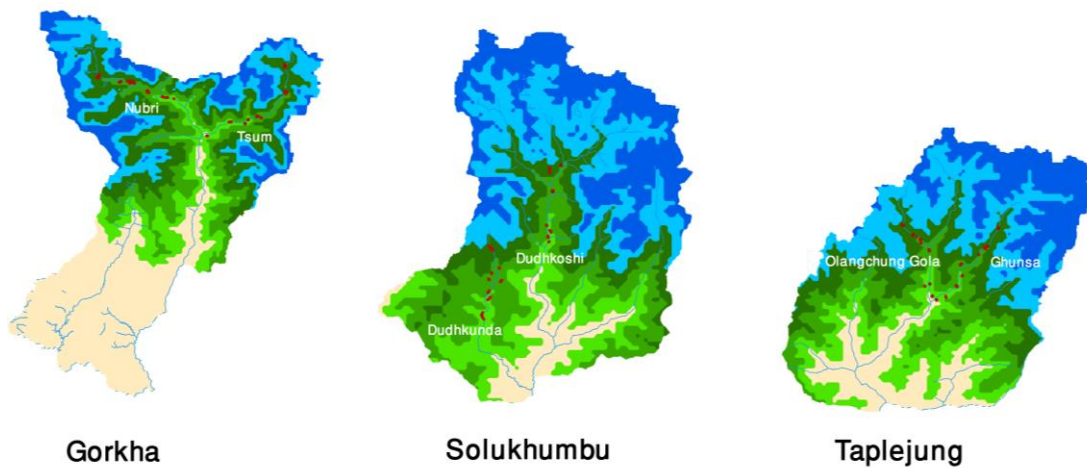 Nubri
Tsum
Dudhkoshi
Dudhkunda
Olangchung Gola
Ghunsa
Gorkha
Solukhumbu
Taplejung